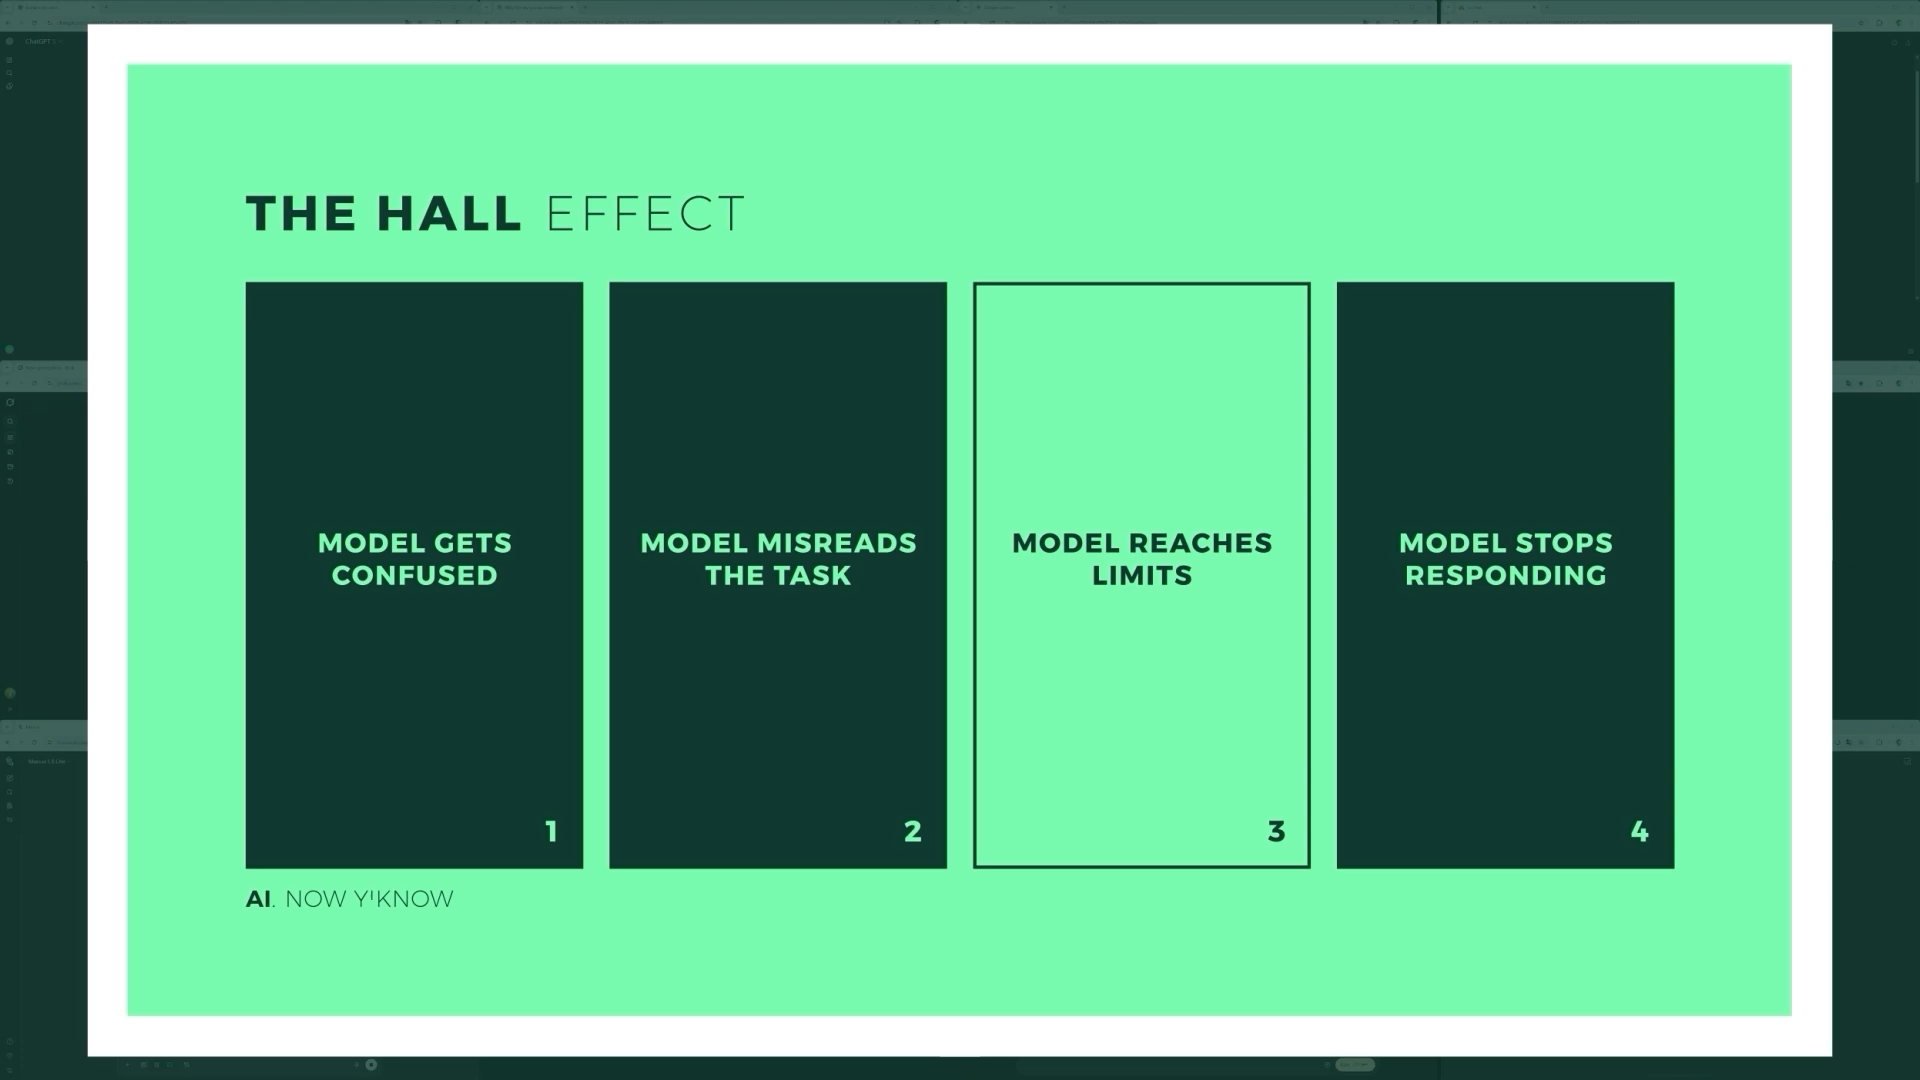 ChatGPT
THE HALL EFFECT
MODEL GETS
CONFUSED
1
MODEL MISREADS
THE TASK
2
MODEL REACHES
LIMITS
3
MODEL STOPS
RESPONDING
4
AI. NOW Y'KNOW